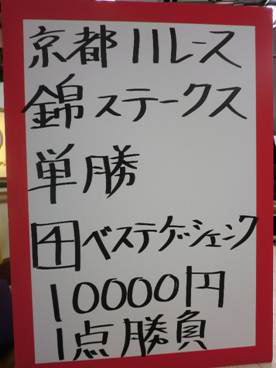 京都11レース
錦ステークス
単勝
4ベステゲシェンク
10000円
1点勝負